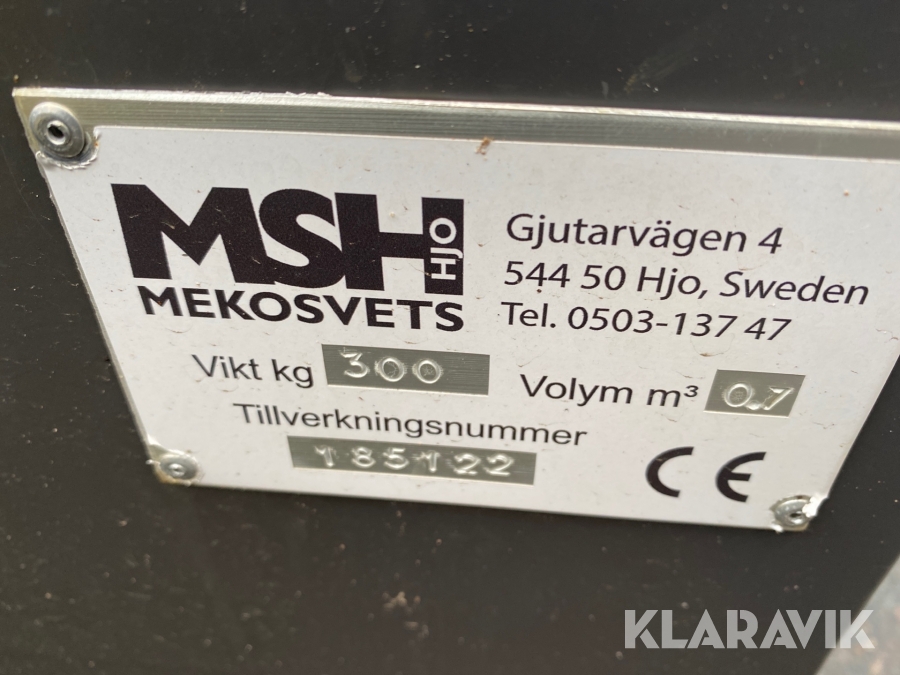 MSH HJO
MEKOSVETS
Gjutarvägen 4
544 50 Hjo, Sweden
Tel. 0503-137 47
Vikt kg 300
Volym m³ 0.7
Tillverkningsnummer
185122
CE
KLARAVIK